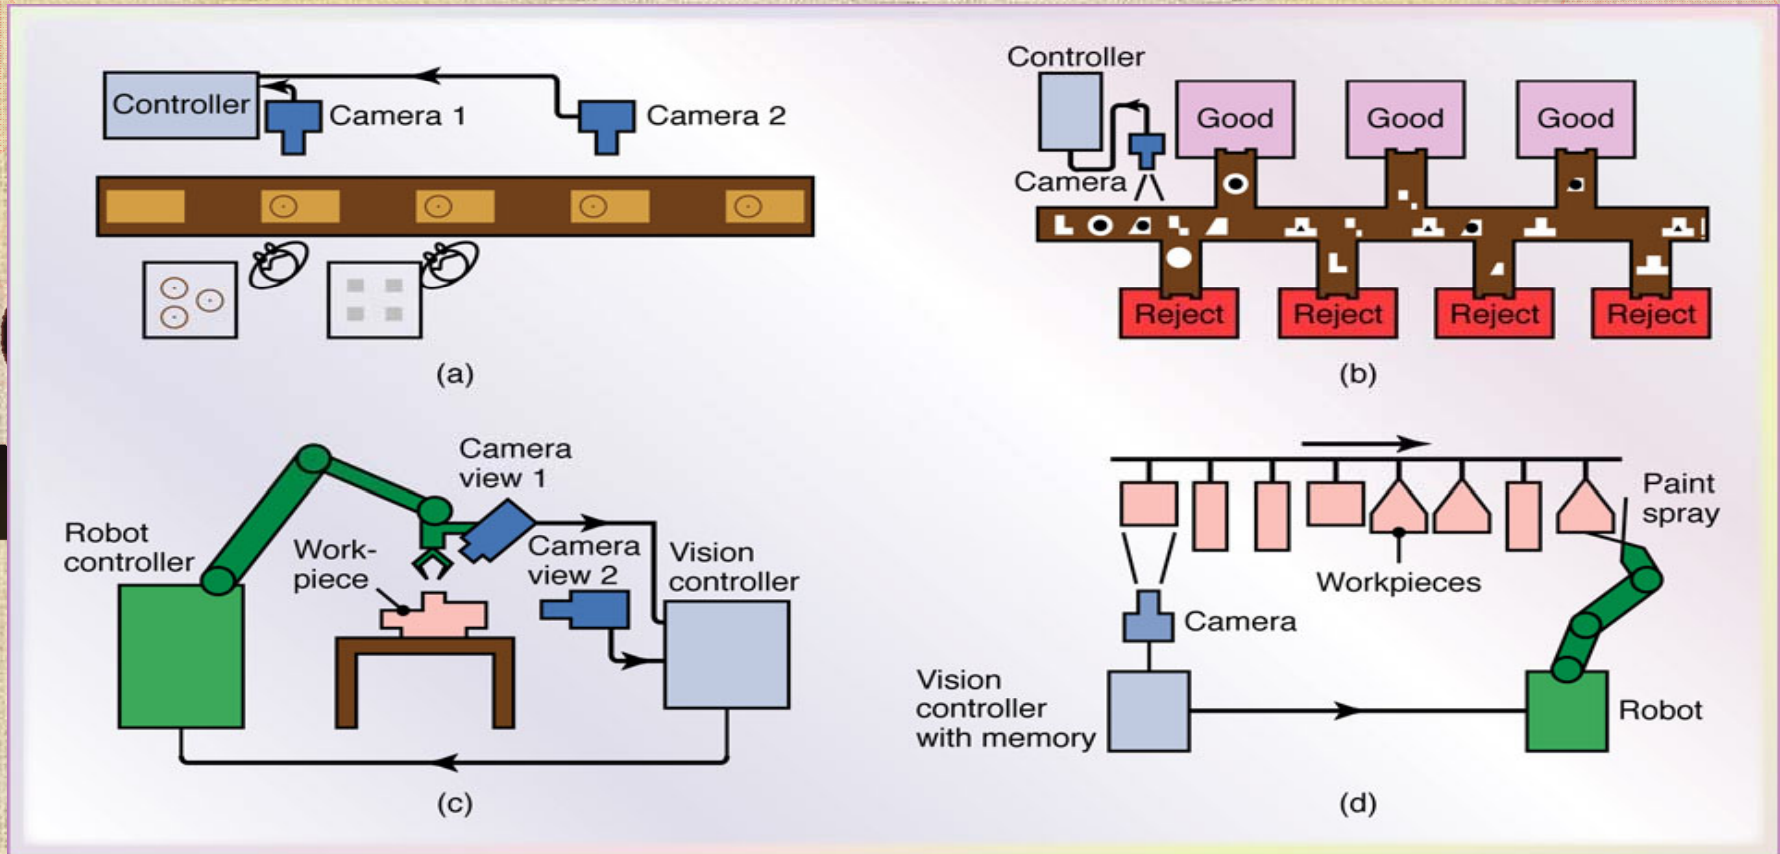 Controller
Camera 1
Camera 2
(a)
Controller
Camera
Good
Good
Good
Reject
Reject
Reject
Reject
(b)
Camera
view 1
Robot
controller
Work-
piece
Camera
view 2
Vision
controller
(c)
Paint
spray
Workpieces
Camera
Vision
controller
with memory
Robot
(d)